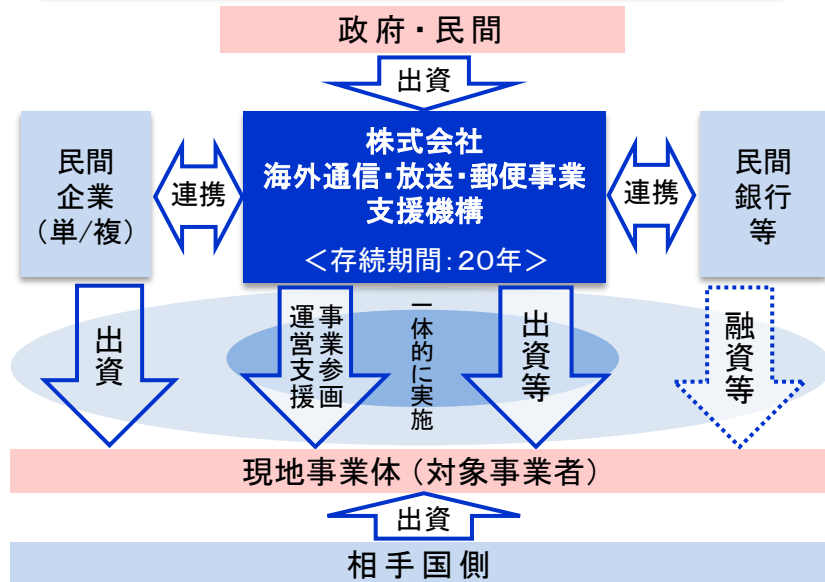 政府・民間
出資
民間
企業
(単/複)
連携
株式会社
海外通信・放送・郵便事業
支援機構
＜存続期間：20年＞
連携
民間
銀行
等
出資
事業参画
運営支援
一体的に実施
出資等
融資等
現地事業体（対象事業者）
出資
相手国側